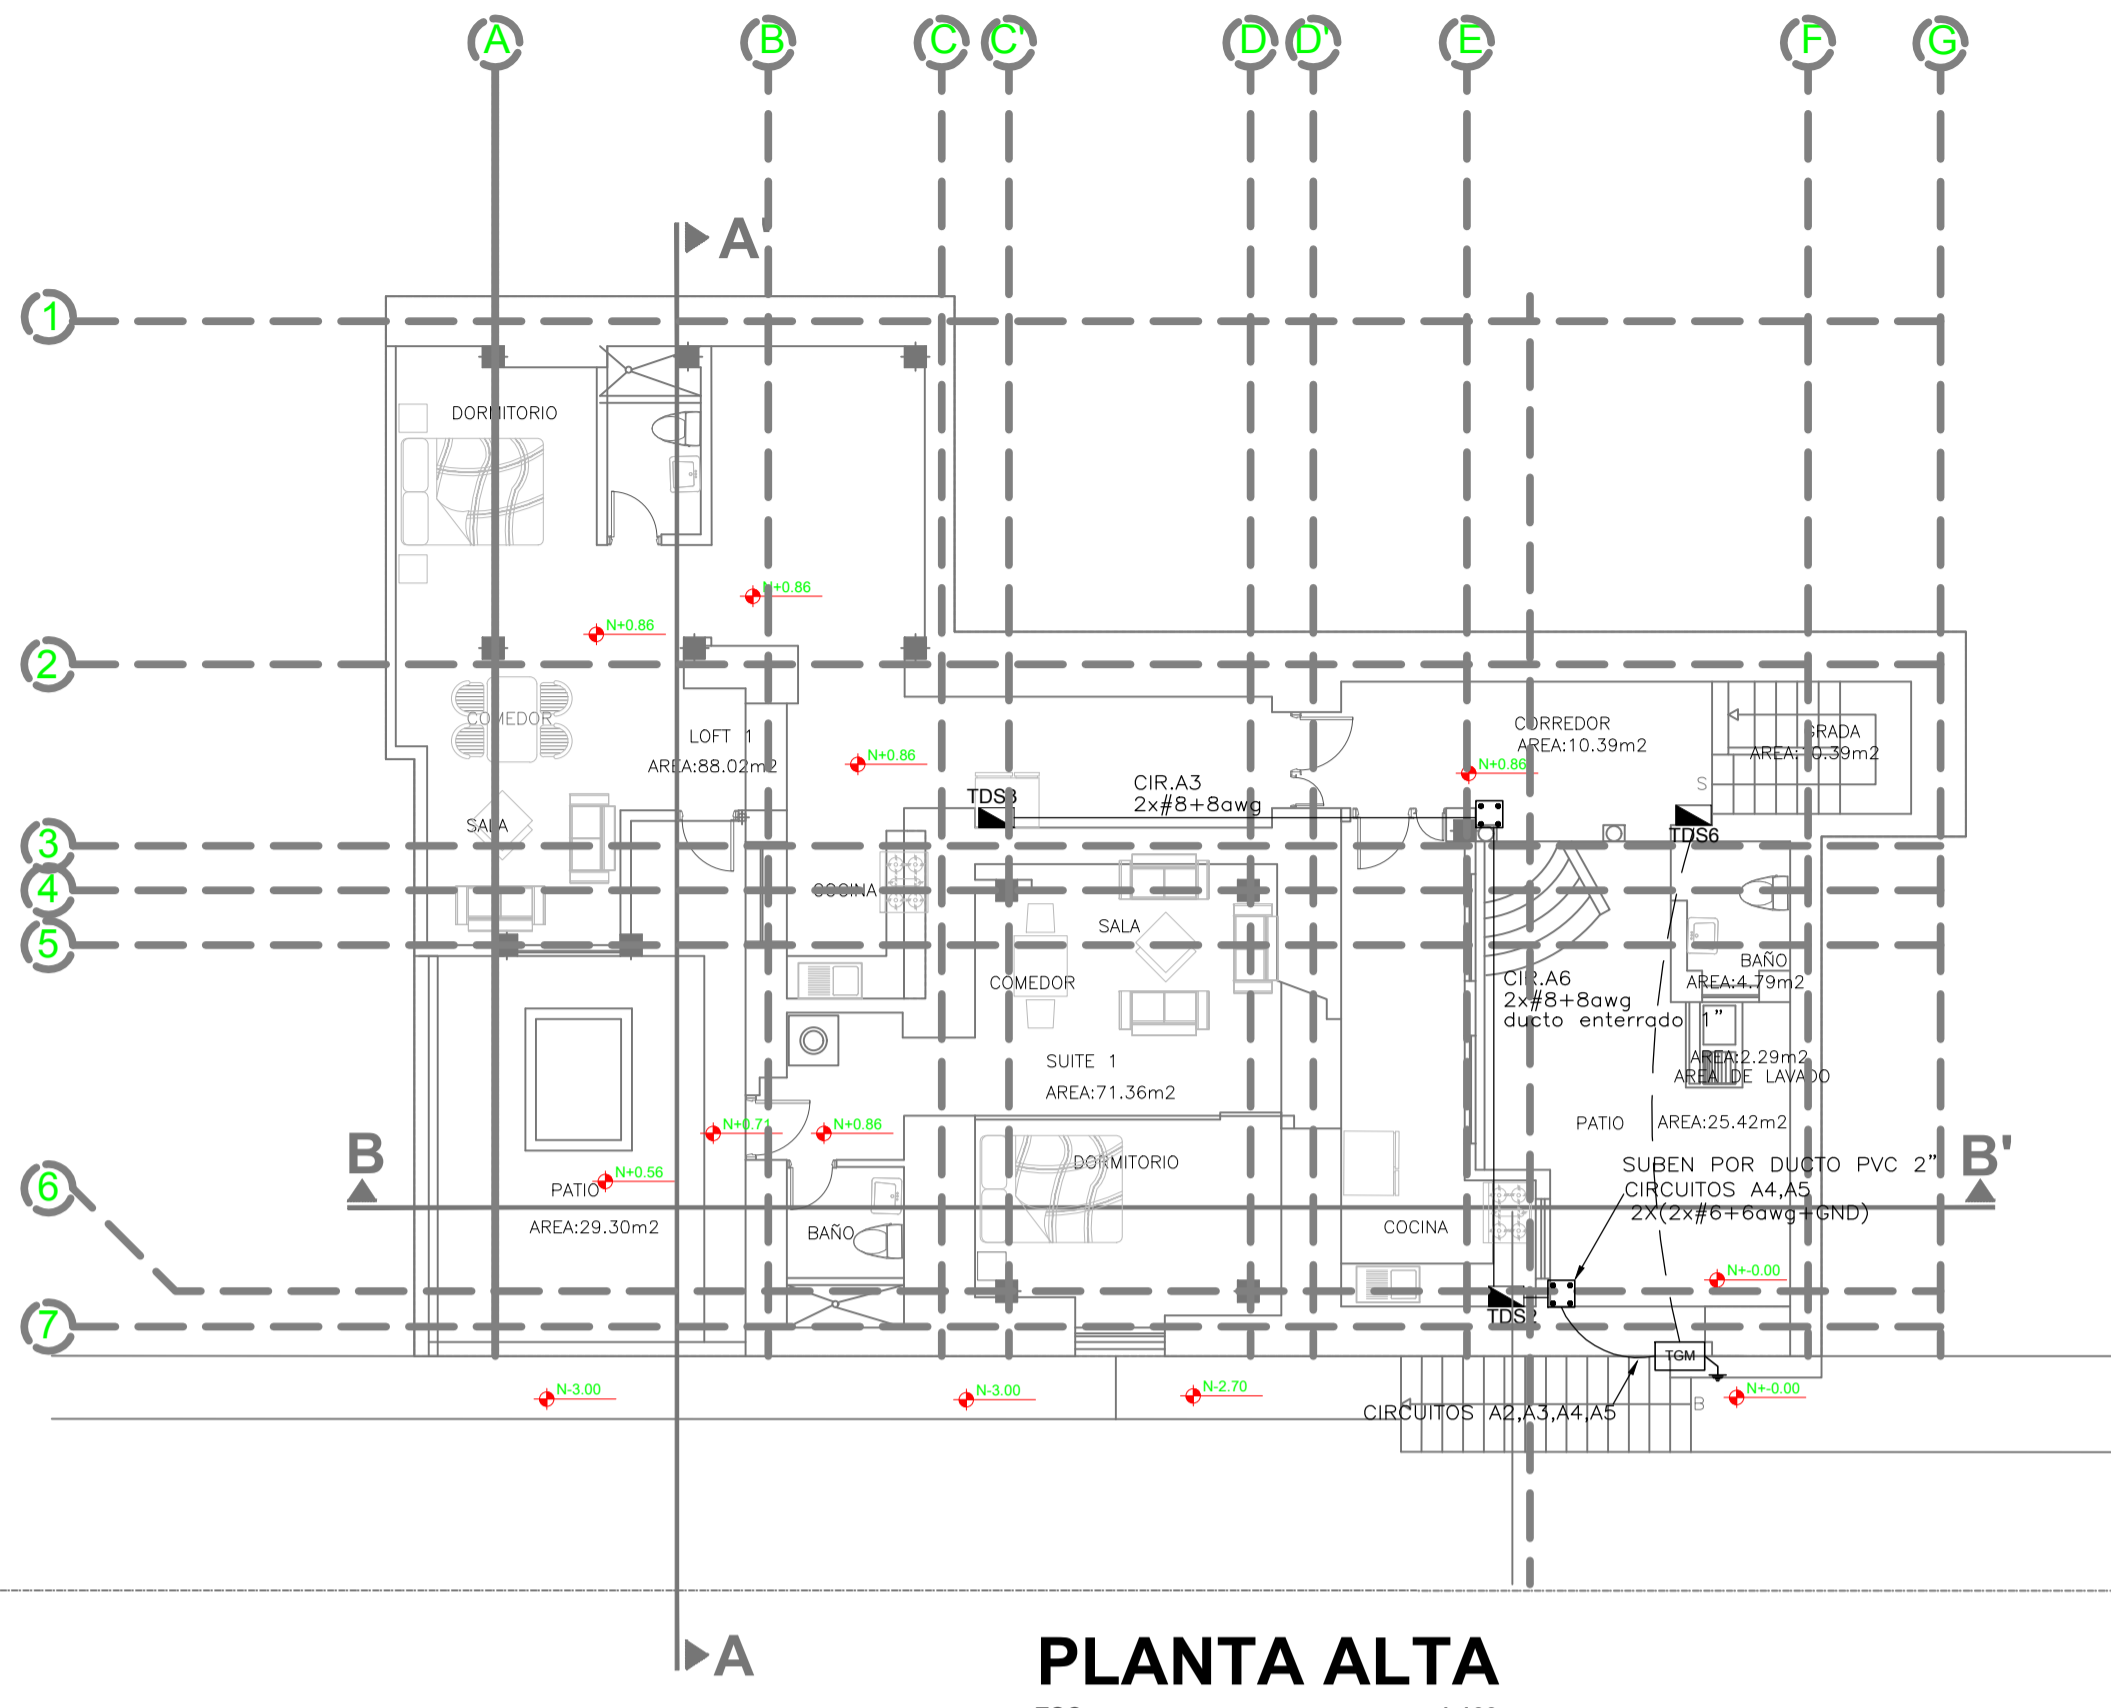 A B C C' D D' E F G
A'
1
DORMITORIO
N+0.86
N+0.86
2
COMEDOR
LOFT 1
AREA:88.02m2
N+0.86
CORREDOR
AREA:10.39m2
GRADA
N+0.86
S
CIR.A3
2x#8+8awg
TDS3
SALA
TDS6
3
4
COCINA
5
SALA
COMEDOR
BAÑO
AREA:4.79m2
CIR.A6
2x#8+8awg
ducto enterrado 1"
AREA:2.29m2
AREA DE LAVADO
SUITE 1
AREA:71.36m2
PATIO AREA:25.42m2
N+0.71
N+0.86
B
DORMITORIO
B'
SUBEN POR DUCTO PVC 2"
CIRCUITOS A4,A5
2X(2x#6+6awg+GND)
6
N+0.56
PATIO
AREA:29.30m2
BAÑO
COCINA
N+-0.00
7
TDS2
TGM
N-3.00
N-3.00
N-2.70
N+-0.00
CIRCUITOS A2,A3,A4,A5
B
A
PLANTA ALTA